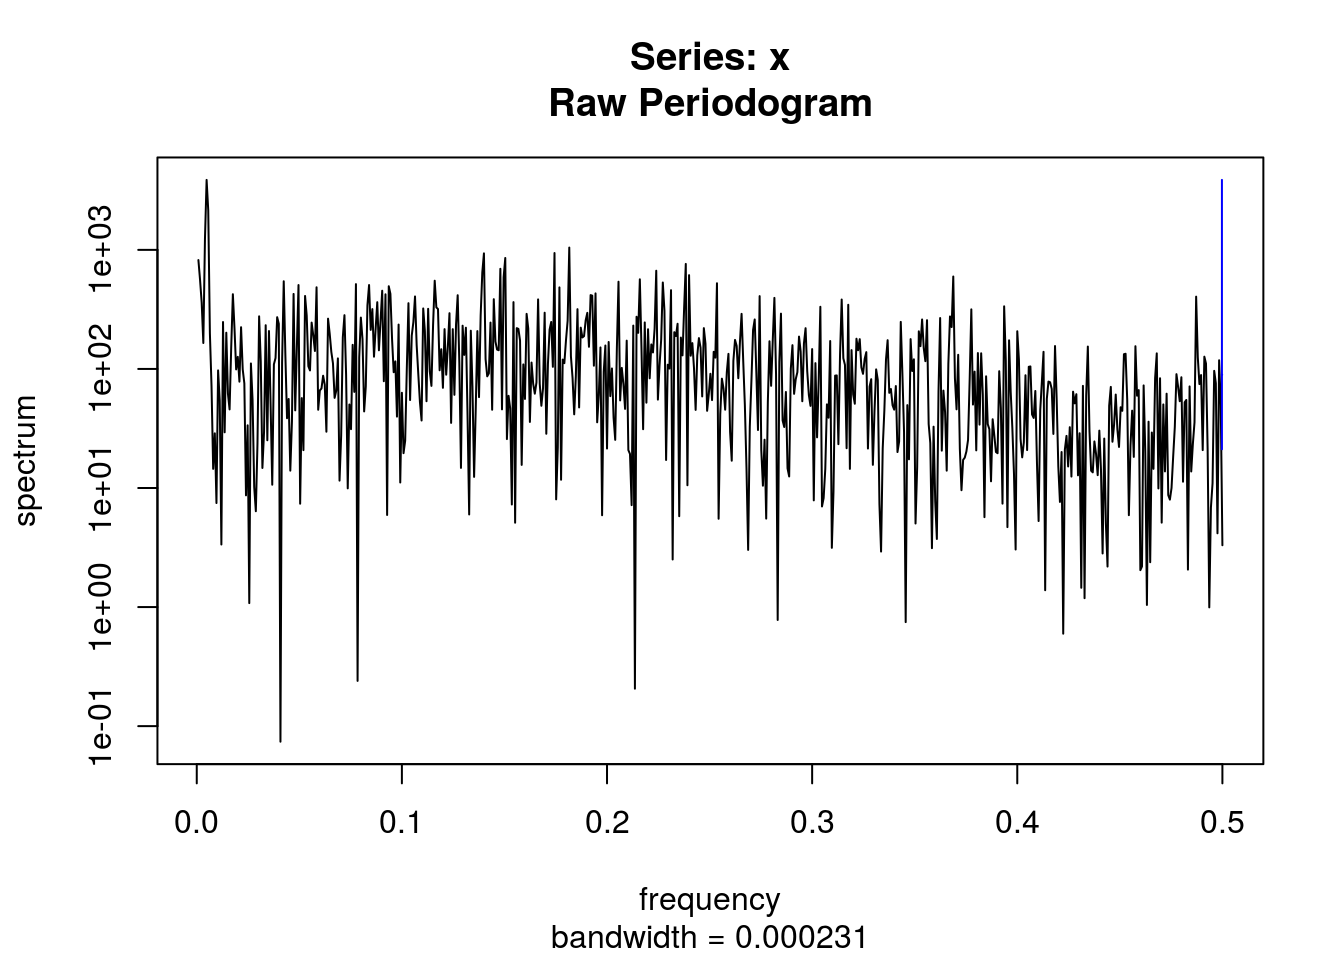 Series: x
Raw Periodogram
spectrum
1e+03
1e+02
1e+01
1e+00
1e-01
0.0 0.1 0.2 0.3 0.4 0.5
frequency
bandwidth = 0.000231